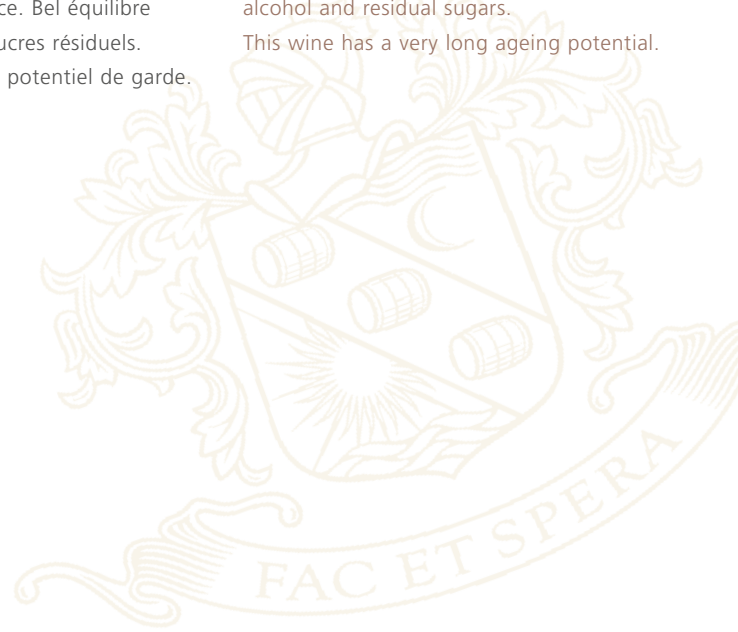 ce. Bel équilibre
ucres résiduels.
potentiel de garde.
alcohol and residual sugars.
This wine has a very long ageing potential.
FAC ET SPERA